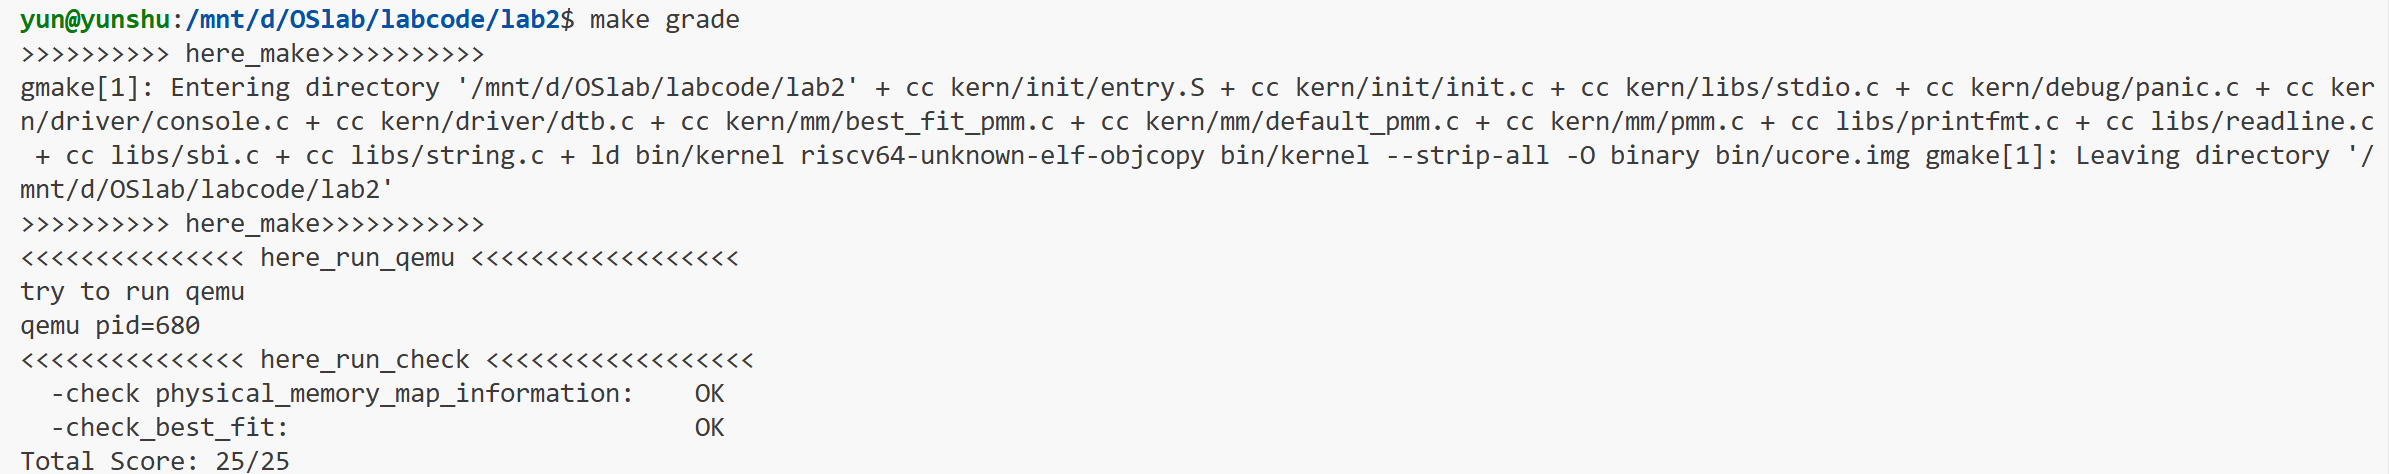 yun@yunshu:/mnt/d/OSlab/labcode/lab2$ make grade
>>>>>>>>>> here_make>>>>>>>>>>>
gmake[1]: Entering directory '/mnt/d/OSlab/labcode/lab2' + cc kern/init/entry.S + cc kern/init/init.c + cc kern/libs/stdio.c + cc kern/debug/panic.c + cc ker
n/driver/console.c + cc kern/driver/dtb.c + cc kern/mm/best_fit_pmm.c + cc kern/mm/default_pmm.c + cc kern/mm/pmm.c + cc libs/printfmt.c + cc libs/readline.c
 + cc libs/sbi.c + cc libs/string.c + ld bin/kernel riscv64-unknown-elf-objcopy bin/kernel --strip-all -O binary bin/ucore.img gmake[1]: Leaving directory '/
mnt/d/OSlab/labcode/lab2'
>>>>>>>>>> here_make>>>>>>>>>>>
<<<<<<<<<<<<<<< here_run_qemu <<<<<<<<<<<<<<<<<<
try to run qemu
qemu pid=680
<<<<<<<<<<<<<<< here_run_check <<<<<<<<<<<<<<<<<<
  -check physical_memory_map_information:    OK
  -check_best_fit:                           OK
Total Score: 25/25